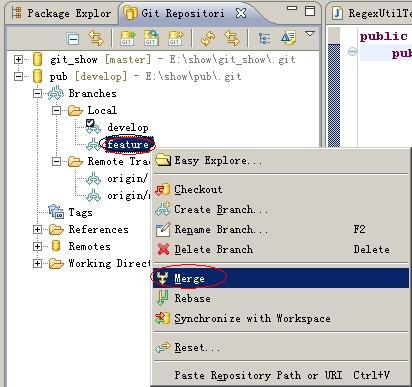 Package Explor
Git Repositori
RegexUtilTe
git_show [master] - E:\show\git_show\.git
public
pub [develop] - E:\show\pub\.git
pub
Branches
Local
develop
feature
Remote Tra
origin/
origin/
Tags
References
Remotes
Working Direc
Easy Explore...
Checkout
Create Branch...
Rename Branch... F2
Delete Branch Delete
Merge
Rebase
Synchronize with Workspace
Reset...
Paste Repository Path or URI Ctrl+V